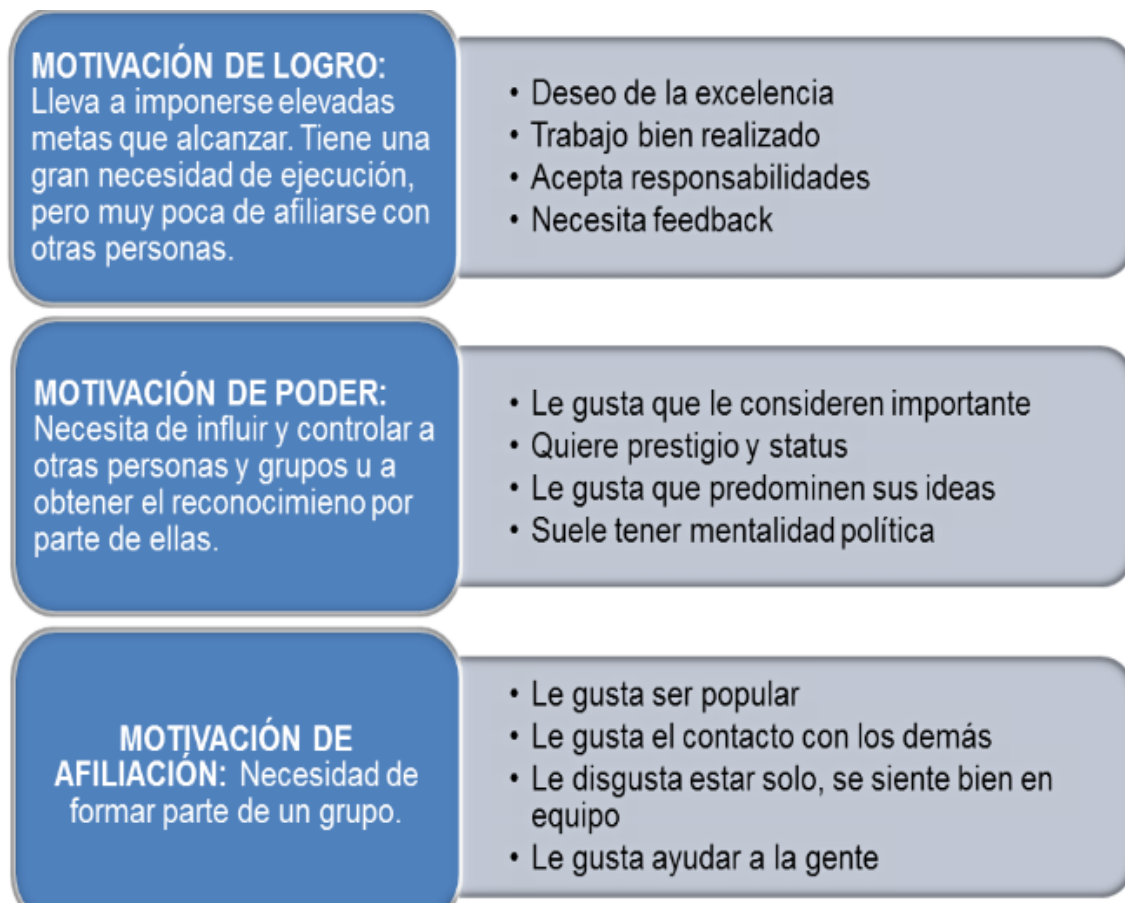 MOTIVACIÓN DE LOGRO:
Lleva a imponerse elevadas
metas que alcanzar. Tiene una
gran necesidad de ejecución,
pero muy poca de afiliarse con
otras personas.
• Deseo de la excelencia
• Trabajo bien realizado
• Acepta responsabilidades
• Necesita feedback
MOTIVACIÓN DE PODER:
Necesita de influir y controlar a
otras personas y grupos u a
obtener el reconocimieno por
parte de ellas.
• Le gusta que le consideren importante
• Quiere prestigio y status
• Le gusta que predominen sus ideas
• Suele tener mentalidad política
MOTIVACIÓN DE
AFILIACIÓN: Necesidad de
formar parte de un grupo.
• Le gusta ser popular
• Le gusta el contacto con los demás
• Le disgusta estar solo, se siente bien en
equipo
• Le gusta ayudar a la gente